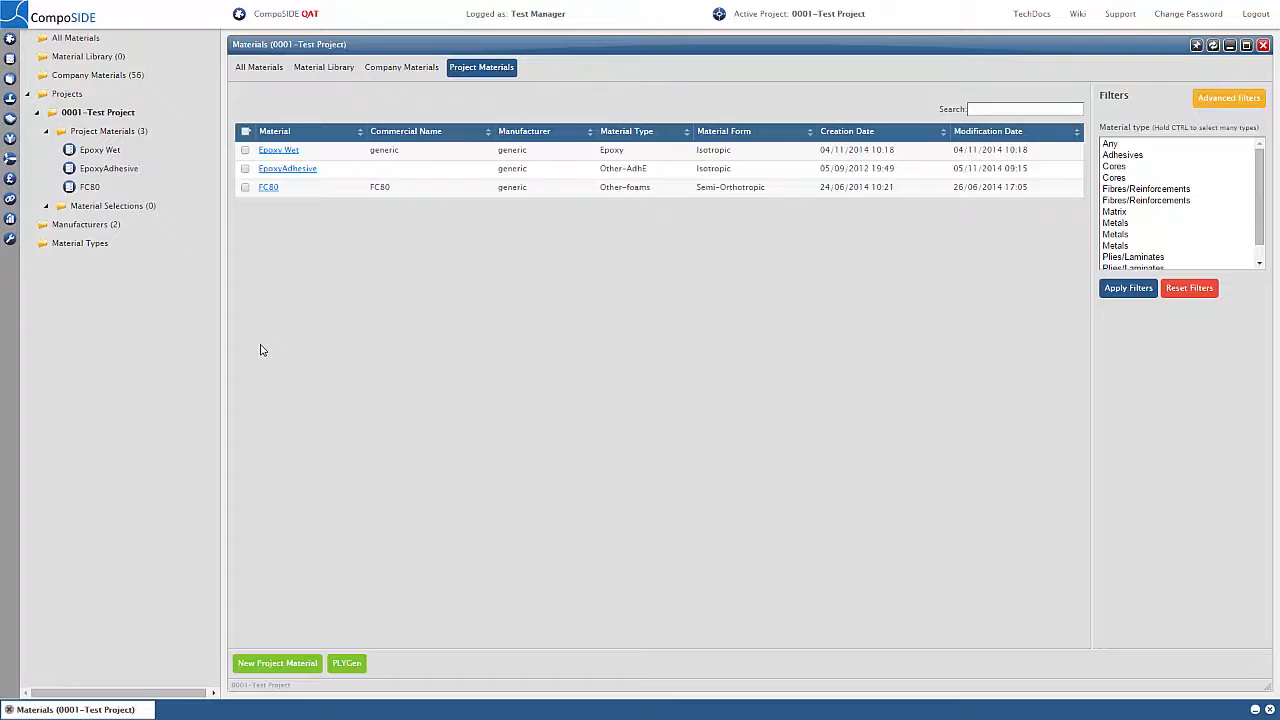 CompoSIDE
CompoSIDE QAT
Logged as: Test Manager
Active Project: 0001-Test Project
TechDocs
Wiki
Support
Change Password
Logout
All Materials
Material Library (0)
Company Materials (56)
Projects
0001-Test Project
Project Materials (3)
Epoxy Wet
EpoxyAdhesive
FC80
Material Selections (0)
Manufacturers (2)
Material Types
Materials (0001-Test Project)
All Materials
Material Library
Company Materials
Project Materials
Search:
Material Commercial Name Manufacturer Material Type Material Form Creation Date Modification Date
Epoxy Wet generic generic Epoxy Isotropic 04/11/2014 10:18 04/11/2014 10:18
EpoxyAdhesive generic Other-AdhE Isotropic 05/09/2012 19:49 05/11/2014 09:15
FC80 FC80 generic Other-foams Semi-Orthotropic 24/06/2014 10:21 26/06/2014 17:05
Filters
Advanced Filters
Material type (Hold CTRL to select many types)
Any
Adhesives
Cores
Cores
Fibres/Reinforcements
Fibres/Reinforcements
Matrix
Metals
Metals
Metals
Plies/Laminates
Plies/Laminates
Apply Filters
Reset Filters
New Project Material
PLYGen
0001-Test Project
Materials (0001-Test Project)